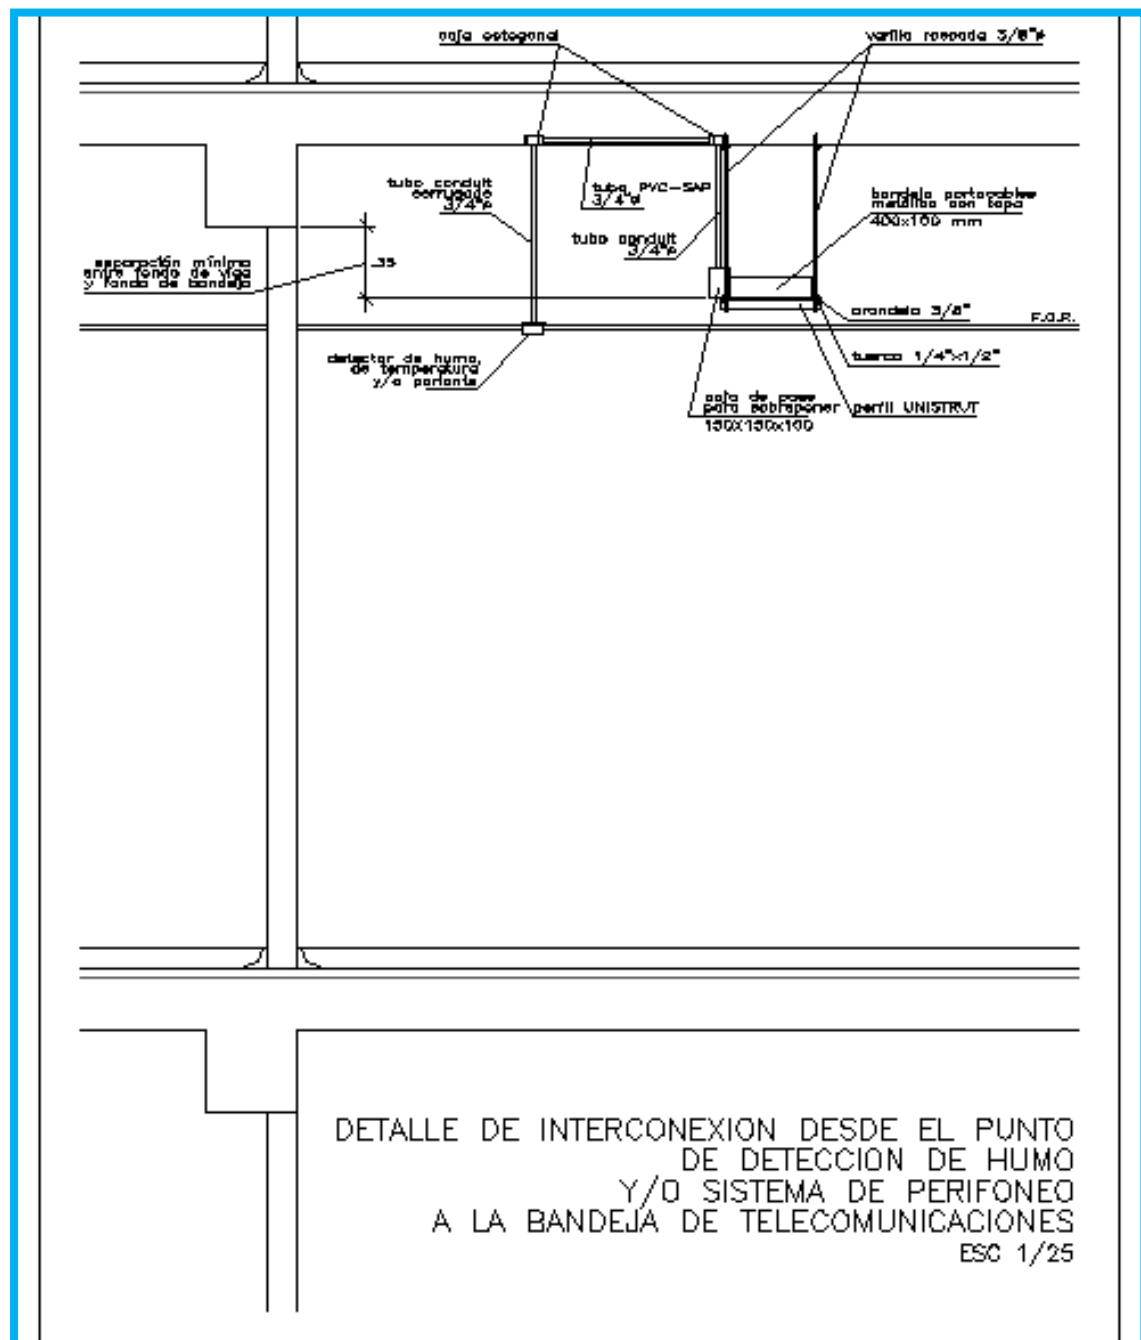 caja octogonal
varilla roscada 3/8"ø
tubo conduit
corrugado
3/4"ø
tubo PVC-SAP
3/4"ø
bandeja portacables
metálica con tapa
400x100 mm
tubo conduit
3/4"ø
separación mínima
entre fondo de viga
y fondo de bandeja
.35
arandela 3/8"
F.C.R.
detector de humo,
de temperatura
y/o parlante
tuerca 1/4"x1/2"
caja de pase
para sobreponer
150X150x100
perfil UNISTRUT
DETALLE DE INTERCONEXION DESDE EL PUNTO
DE DETECCION DE HUMO
Y/O SISTEMA DE PERIFONEO
A LA BANDEJA DE TELECOMUNICACIONES
ESC 1/25